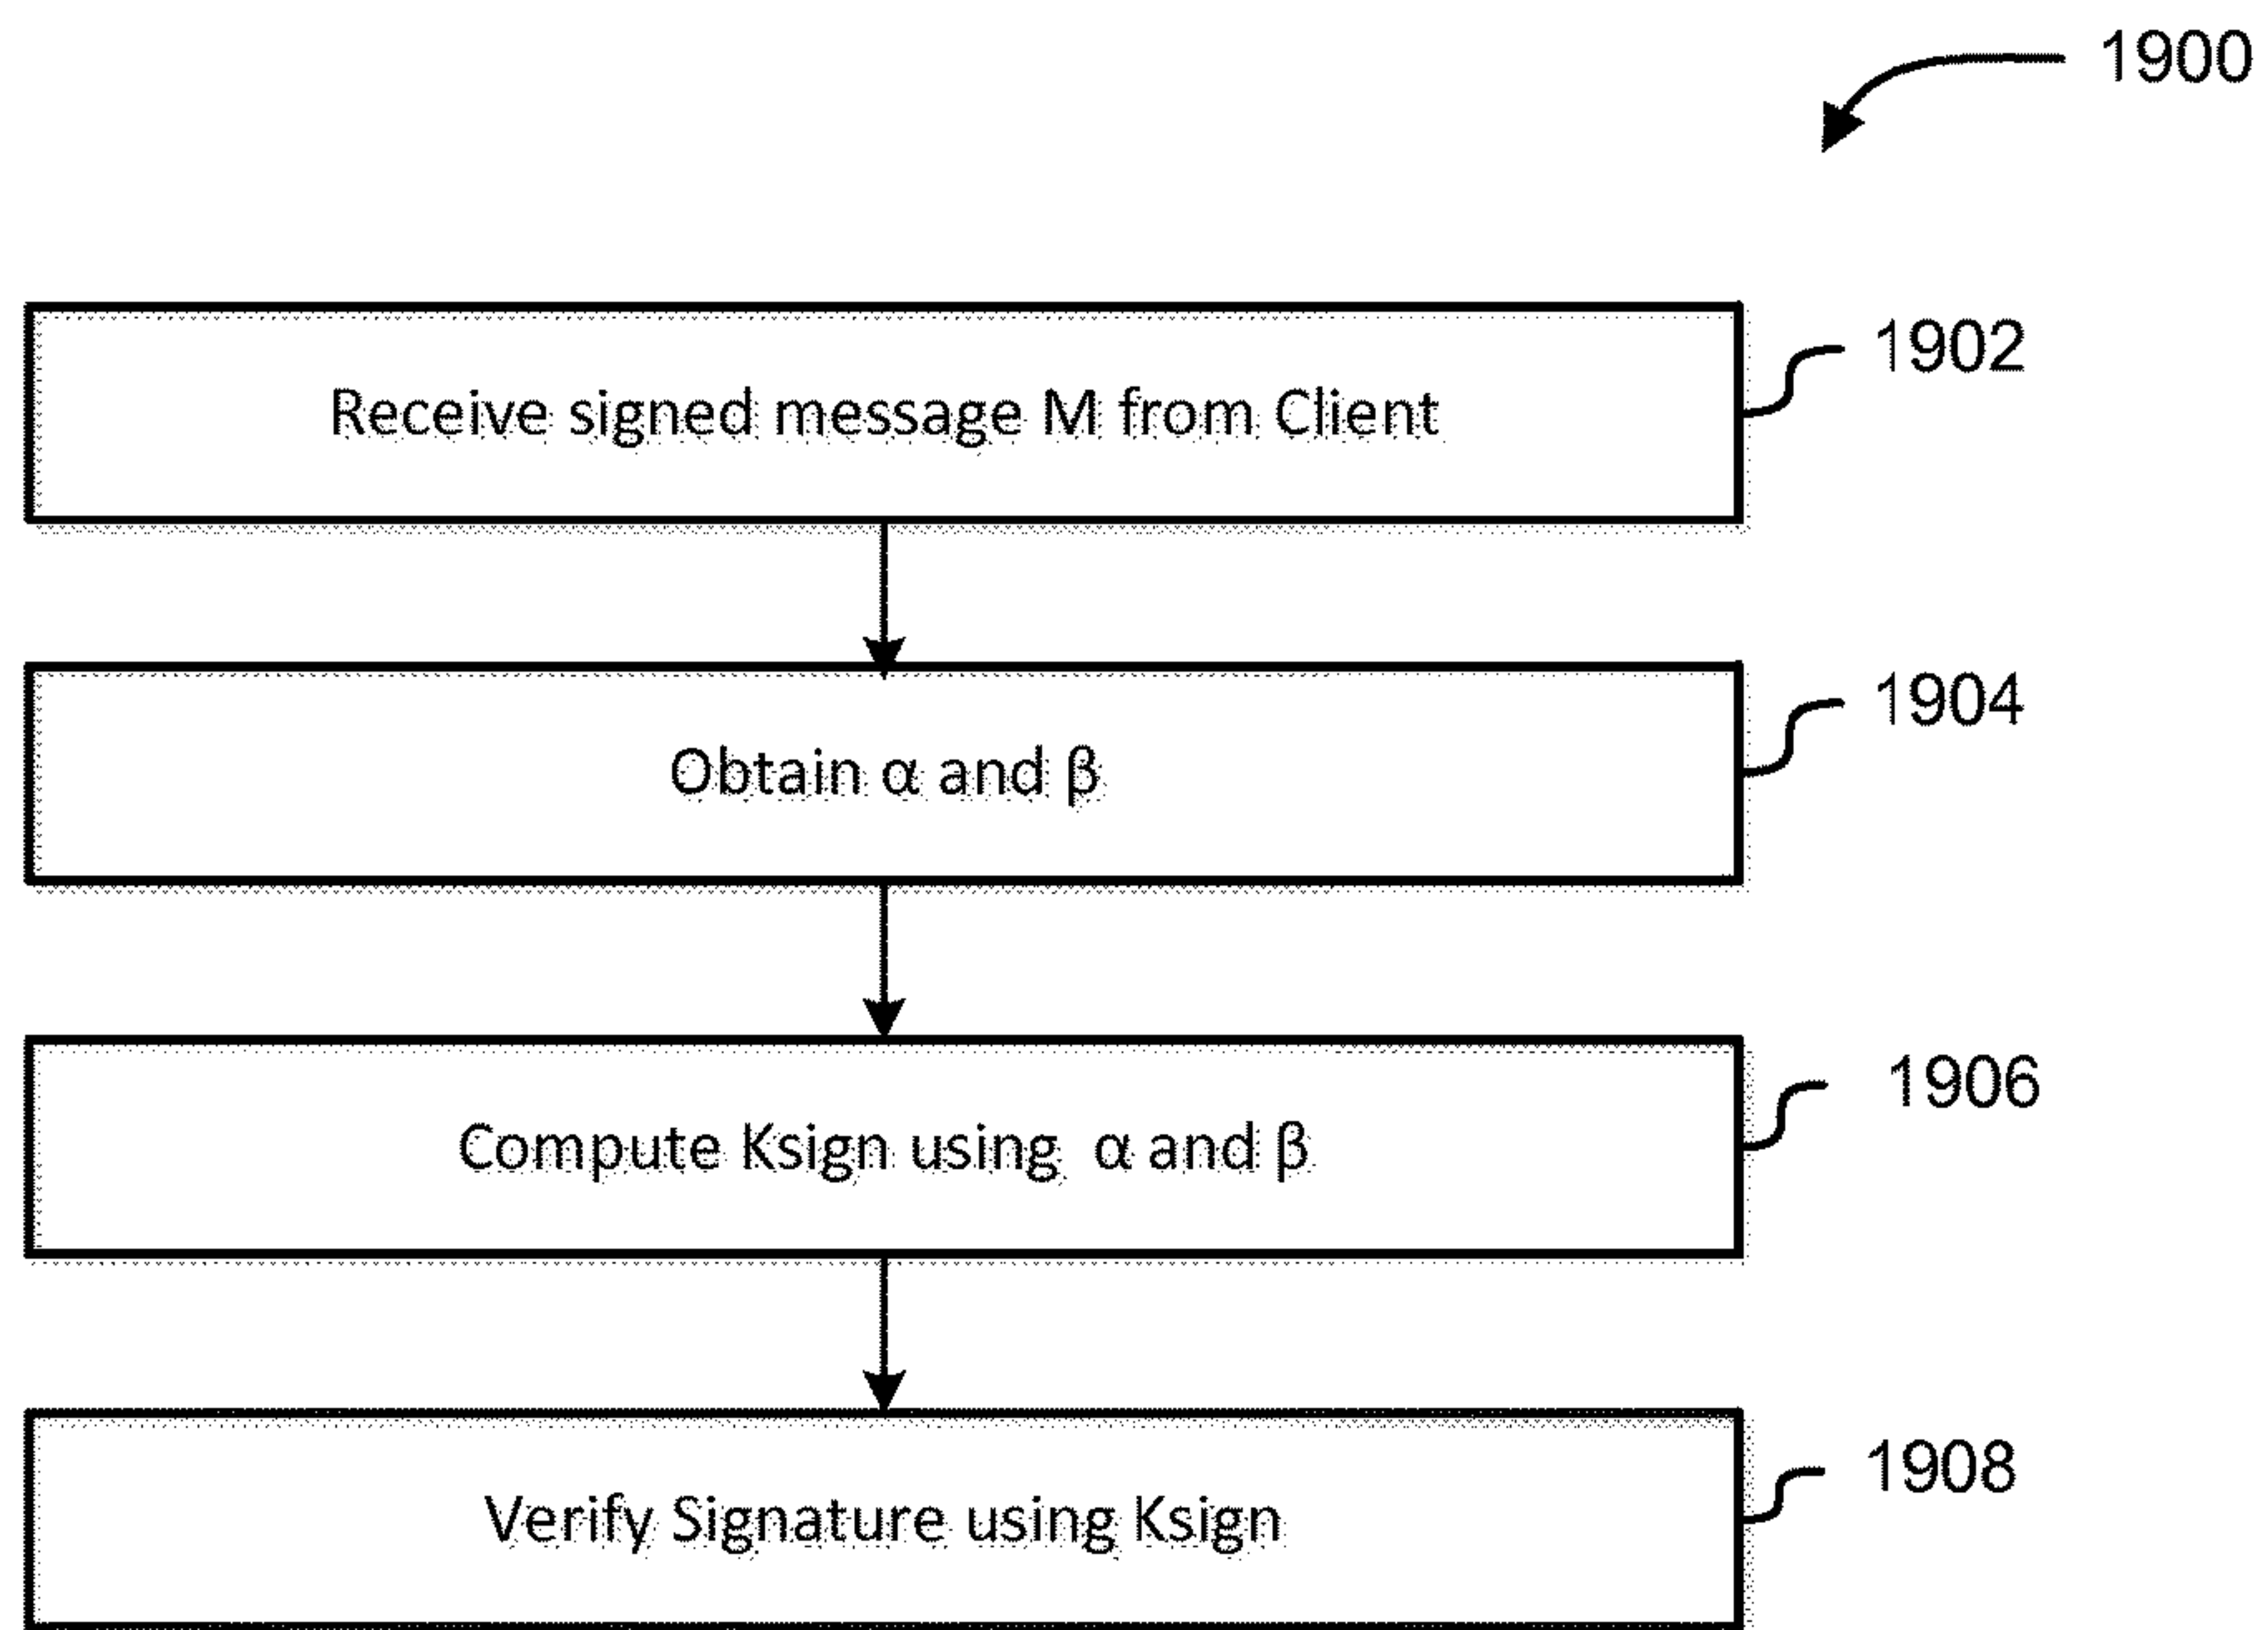 1900
Receive signed message M from Client
1902
Obtain α and β
1904
Compute Ksign using α and β
1906
Verify Signature using Ksign
1908